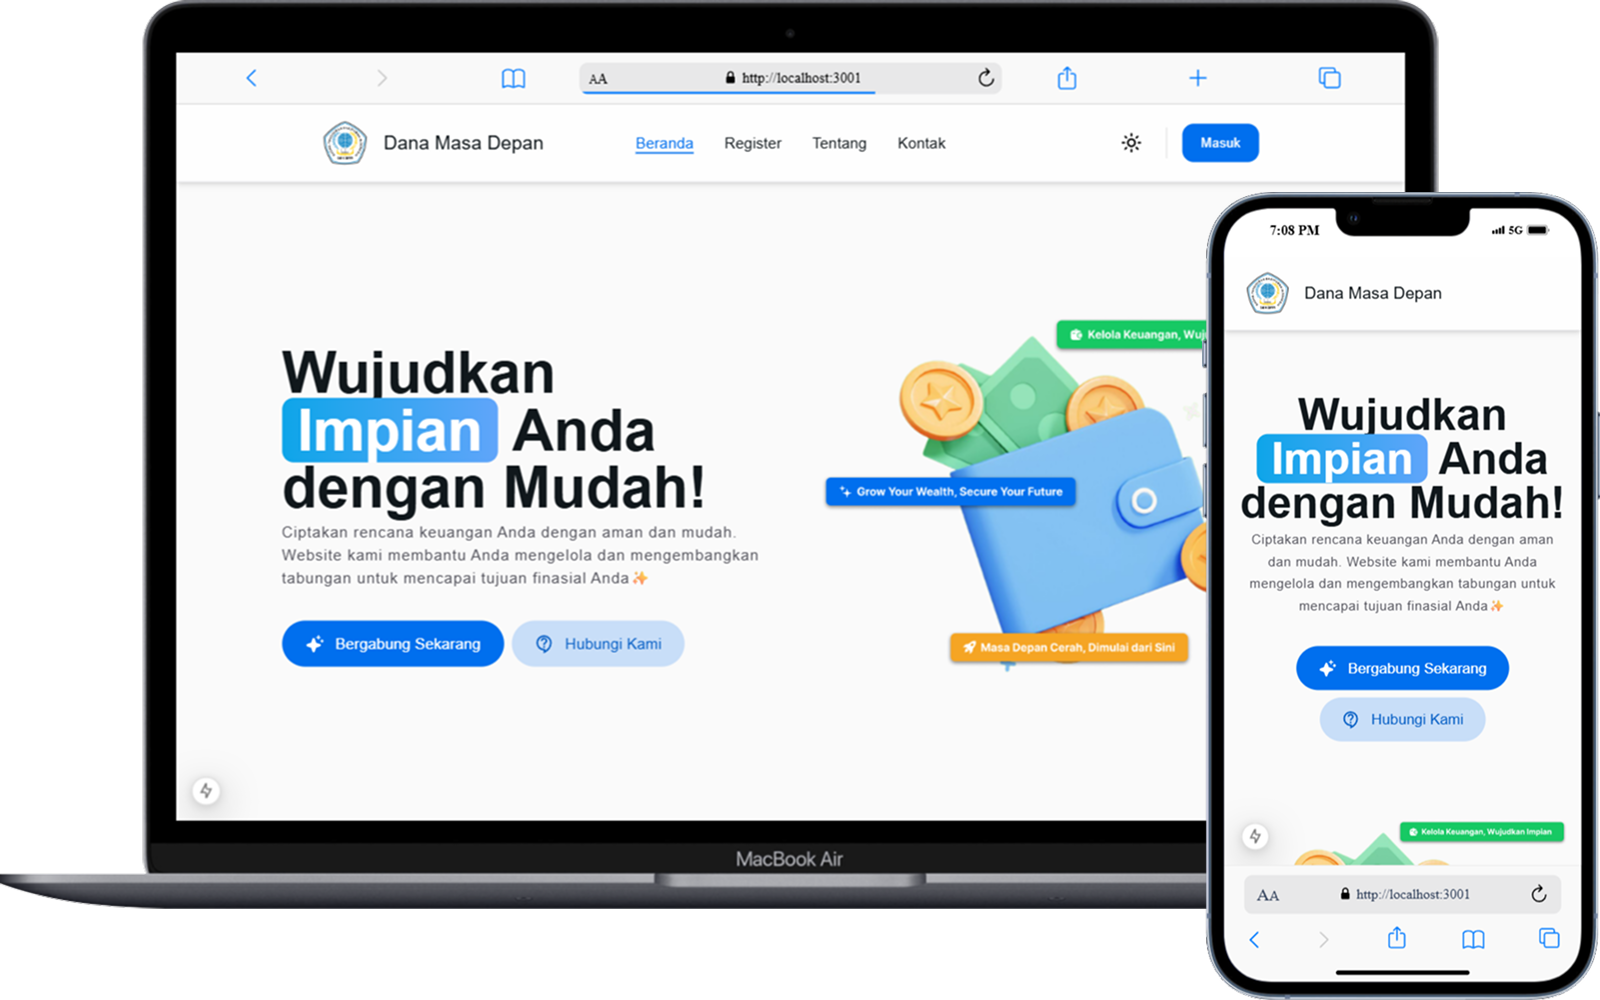 AA http://localhost:3001
Dana Masa Depan Beranda Register Tentang Kontak Masuk
Wujudkan
Impian Anda
dengan Mudah!
Ciptakan rencana keuangan Anda dengan aman dan mudah.
Website kami membantu Anda mengelola dan mengembangkan
tabungan untuk mencapai tujuan finasial Anda✨
Bergabung Sekarang Hubungi Kami
Kelola Keuangan,
Grow Your Wealth, Secure Your Future
Masa Depan Cerah, Dimulai dari Sini
MacBook Air
7:08 PM 5G
Dana Masa Depan
Wujudkan
Impian Anda
dengan Mudah!
Ciptakan rencana keuangan Anda dengan aman
dan mudah. Website kami membantu Anda
mengelola dan mengembangkan tabungan untuk
mencapai tujuan finasial Anda✨
Bergabung Sekarang
Hubungi Kami
Kelola Keuangan, Wujudkan Impian
AA http://localhost:3001